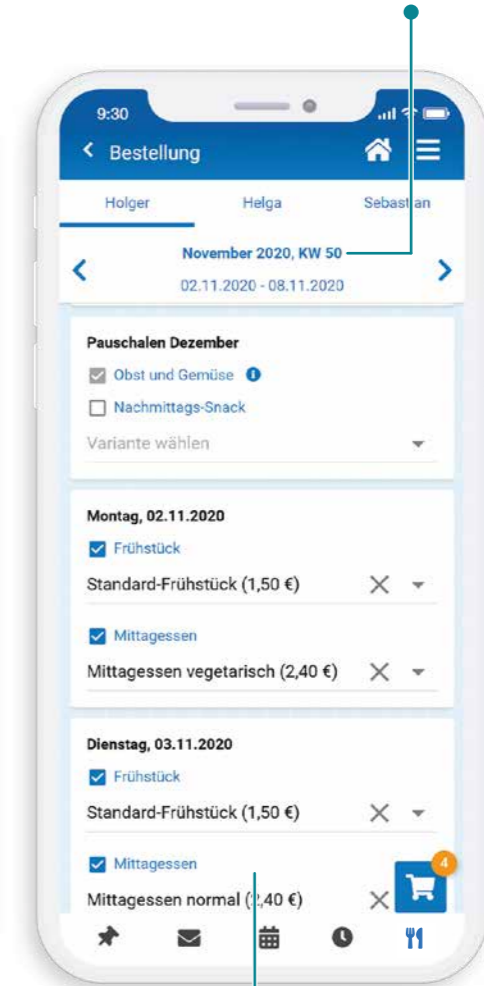 9:30
Bestellung
Holger Helga Sebastian
November 2020, KW 50
02.11.2020 - 08.11.2020
Pauschalen Dezember
Obst und Gemüse
Nachmittags-Snack
Variante wählen
Montag, 02.11.2020
Frühstück
Standard-Frühstück (1,50 €)
Mittagessen
Mittagessen vegetarisch (2,40 €)
Dienstag, 03.11.2020
Frühstück
Standard-Frühstück (1,50 €)
Mittagessen
4
Mittagessen normal (2,40 €)